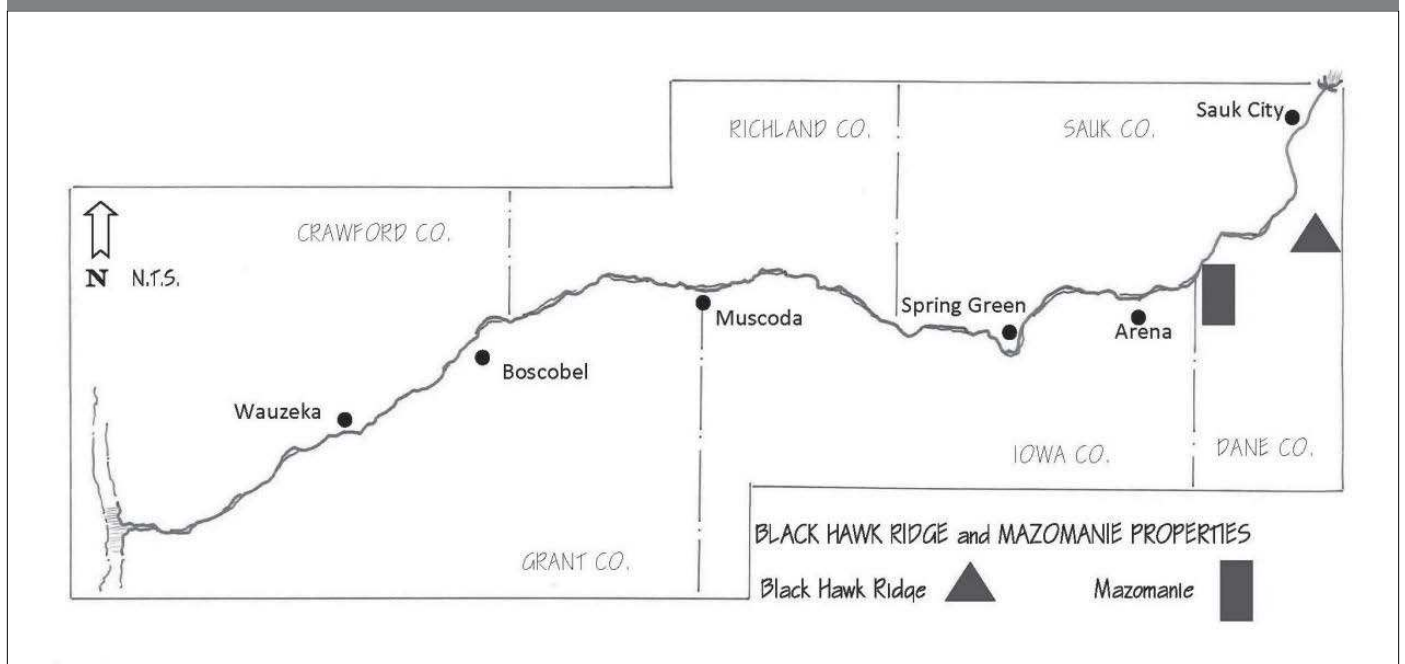 Sauk City
RICHLAND CO.
SAUK CO.
CRAWFORD CO.
N N.T.S.
Spring Green
Muscoda
Arena
Boscobel
Wauzeka
IOWA CO.
DANE CO.
BLACK HAWK RIDGE and MAZOMANIE PROPERTIES
GRANT CO.
Black Hawk Ridge
Mazomanie